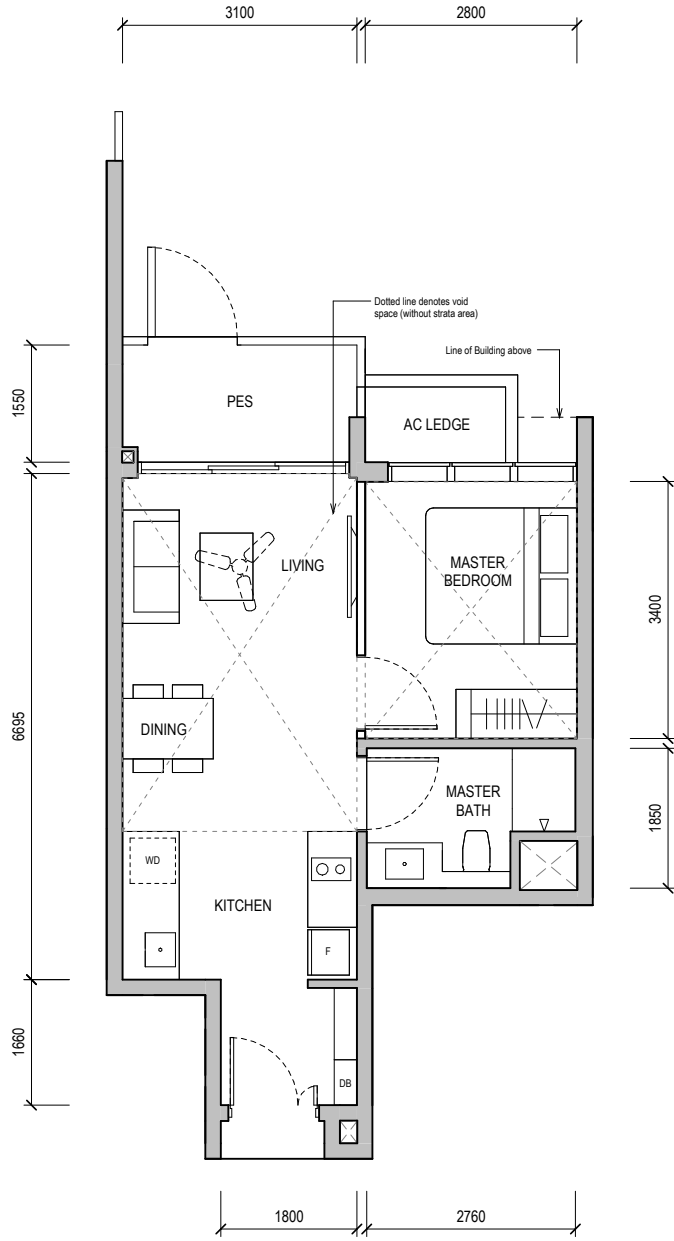 3100
2800
Dotted line denotes void
space (without strata area)
Line of Building above
1550
PES
AC LEDGE
LIVING
MASTER
BEDROOM
3400
6695
DINING
MASTER
BATH
1850
WD
KITCHEN
F
1660
DB
1800
2760